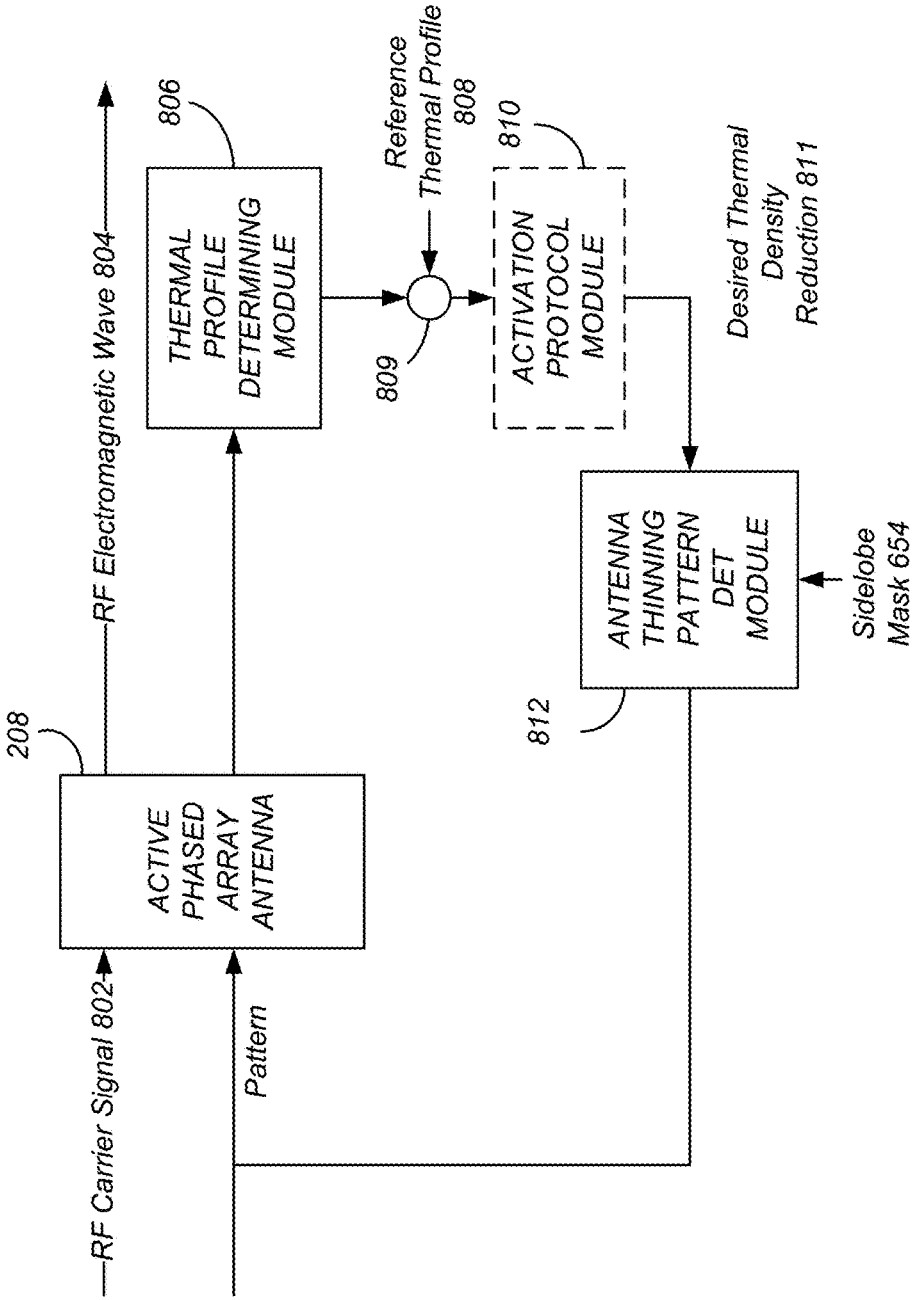 RF Carrier Signal 802
Pattern
208
ACTIVE
PHASED
ARRAY
ANTENNA
RF Electromagnetic Wave 804
806
THERMAL
PROFILE
DETERMINING
MODULE
809
Reference
Thermal Profile
808
810
ACTIVATION
PROTOCOL
MODULE
Desired Thermal
Density
Reduction 811
812
ANTENNA
THINNING
PATTERN
DET
MODULE
Sidelobe
Mask 654